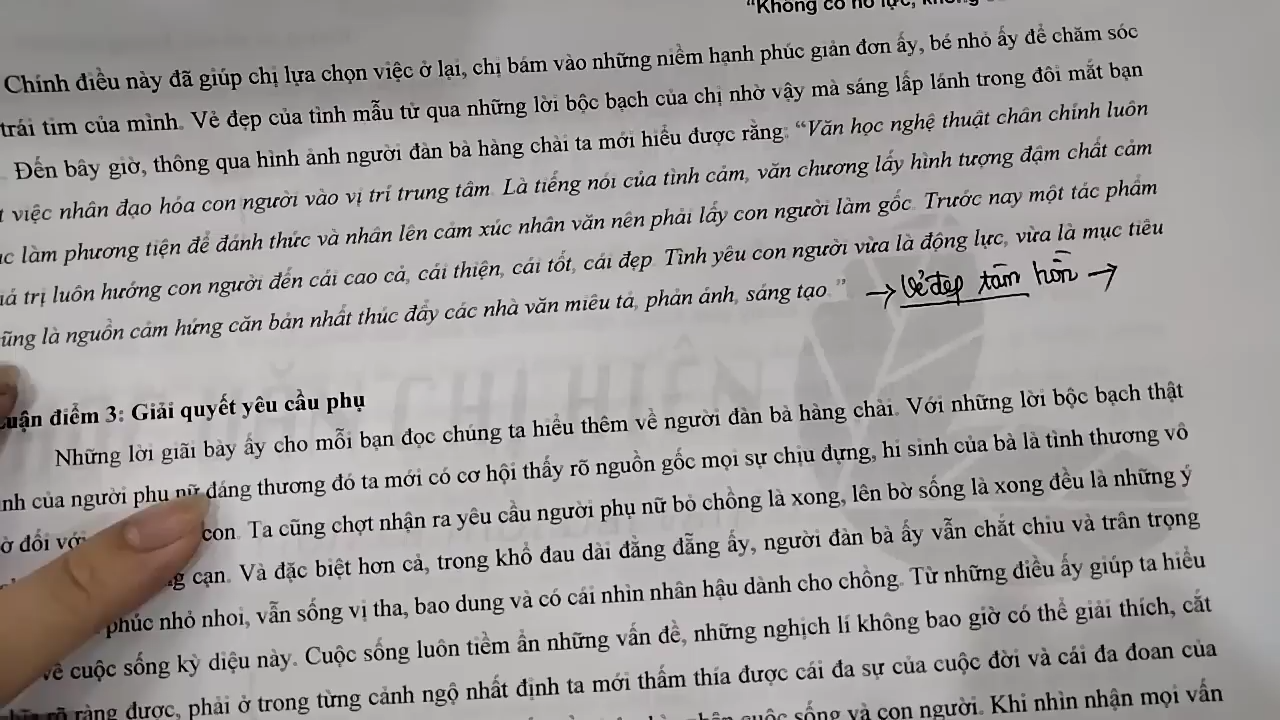 "Không có nỗ lực,
Chính điều này đã giúp chị lựa chọn việc ở lại, chị bám vào những niềm hạnh phúc giản đơn ấy, bé nhỏ ấy để chăm sóc
trái tim của mình. Vẻ đẹp của tình mẫu tử qua những lời bộc bạch của chị nhờ vậy mà sáng lấp lánh trong đôi mắt bạn
Đến bây giờ, thông qua hình ảnh người đàn bà hàng chài ta mới hiểu được rằng: "Văn học nghệ thuật chân chính luôn
việc nhân đạo hóa con người vào vị trí trung tâm. Là tiếng nói của tình cảm, văn chương lấy hình tượng đậm chất cảm
làm phương tiện để đánh thức và nhân lên cảm xúc nhân văn nên phải lấy con người làm gốc. Trước nay một tác phẩm
trị luôn hướng con người đến cái cao cả, cái thiện, cái tốt, cái đẹp. Tình yêu con người vừa là động lực, vừa là mục tiêu
cũng là nguồn cảm hứng căn bản nhất thúc đẩy các nhà văn miêu tả, phản ánh, sáng tạo." → vẻ đẹp tâm hồn →
Luận điểm 3: Giải quyết yêu cầu phụ
Những lời giãi bày ấy cho mỗi bạn đọc chúng ta hiểu thêm về người đàn bà hàng chài. Với những lời bộc bạch thật
của người phụ nữ đáng thương đó ta mới có cơ hội thấy rõ nguồn gốc mọi sự chịu đựng, hi sinh của bà là tình thương vô
đối với con. Ta cũng chợt nhận ra yêu cầu người phụ nữ bỏ chồng là xong, lên bờ sống là xong đều là những ý
cạn. Và đặc biệt hơn cả, trong khổ đau dài đằng đẵng ấy, người đàn bà ấy vẫn chắt chiu và trân trọng
phúc nhỏ nhoi, vẫn sống vị tha, bao dung và có cái nhìn nhân hậu dành cho chồng. Từ những điều ấy giúp ta hiểu
về cuộc sống kỳ diệu này. Cuộc sống luôn tiềm ẩn những vấn đề, những nghịch lí không bao giờ có thể giải thích, cắt
rõ ràng được, phải ở trong từng cảnh ngộ nhất định ta mới thấm thía được cái đa sự của cuộc đời và cái đa đoan của
cuộc sống và con người. Khi nhìn nhận mọi vấn